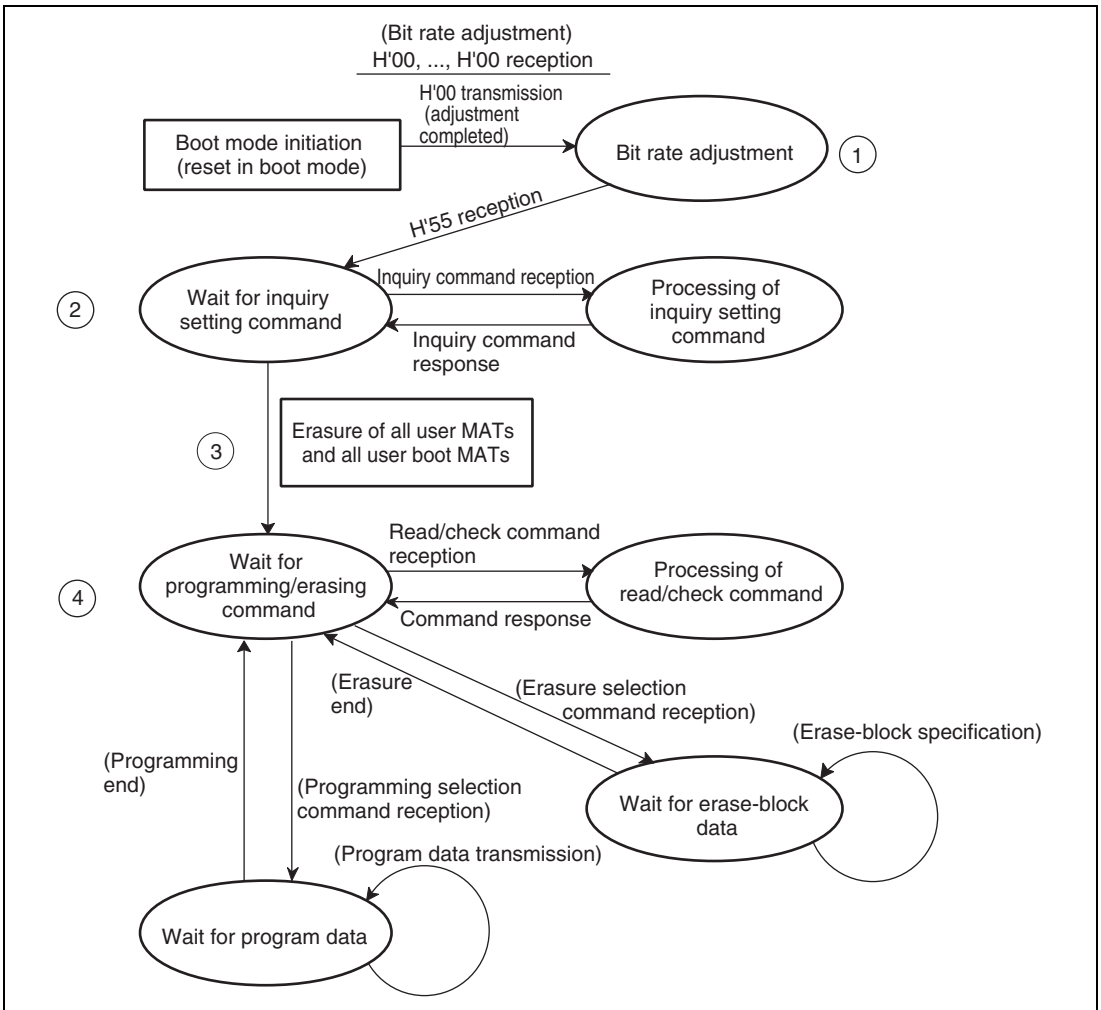 (Bit rate adjustment)
H'00, ..., H'00 reception
H'00 transmission
(adjustment
completed)
Boot mode initiation
(reset in boot mode)
Bit rate adjustment
1
H'55 reception
2
Wait for inquiry
setting command
Inquiry command reception
Inquiry command
response
Processing of
inquiry setting
command
3
Erasure of all user MATs
and all user boot MATs
4
Wait for
programming/erasing
command
Read/check command
reception
Command response
Processing of
read/check command
(Erasure
end)
(Erasure selection
command reception)
(Erase-block specification)
(Programming
end)
(Programming selection
command reception)
Wait for erase-block
data
(Program data transmission)
Wait for program data